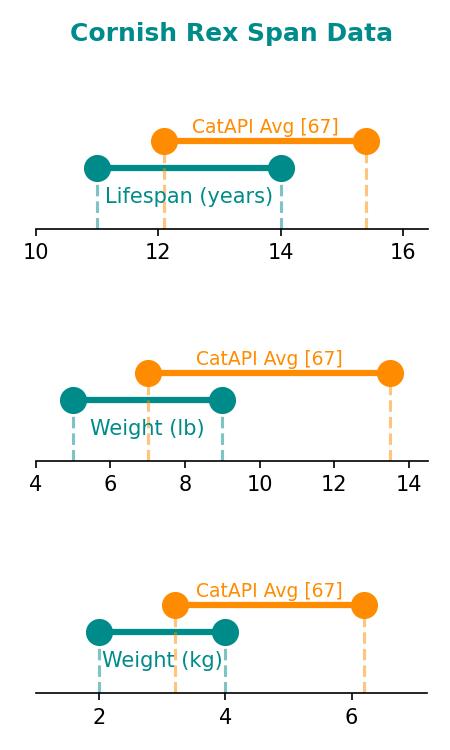 Cornish Rex Span Data
CatAPI Avg [67]
Lifespan (years)
10 12 14 16
CatAPI Avg [67]
Weight (lb)
4 6 8 10 12 14
CatAPI Avg [67]
Weight (kg)
2 4 6